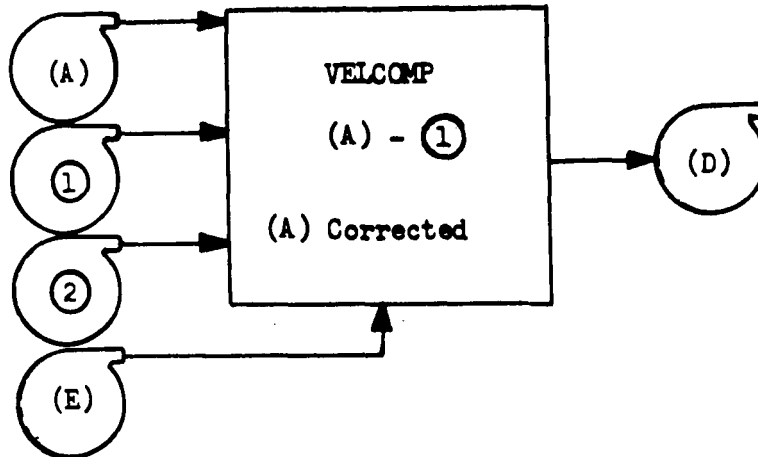 (A)
VELCOMP
①
(A) - ①
(D)
②
(A) Corrected
(E)